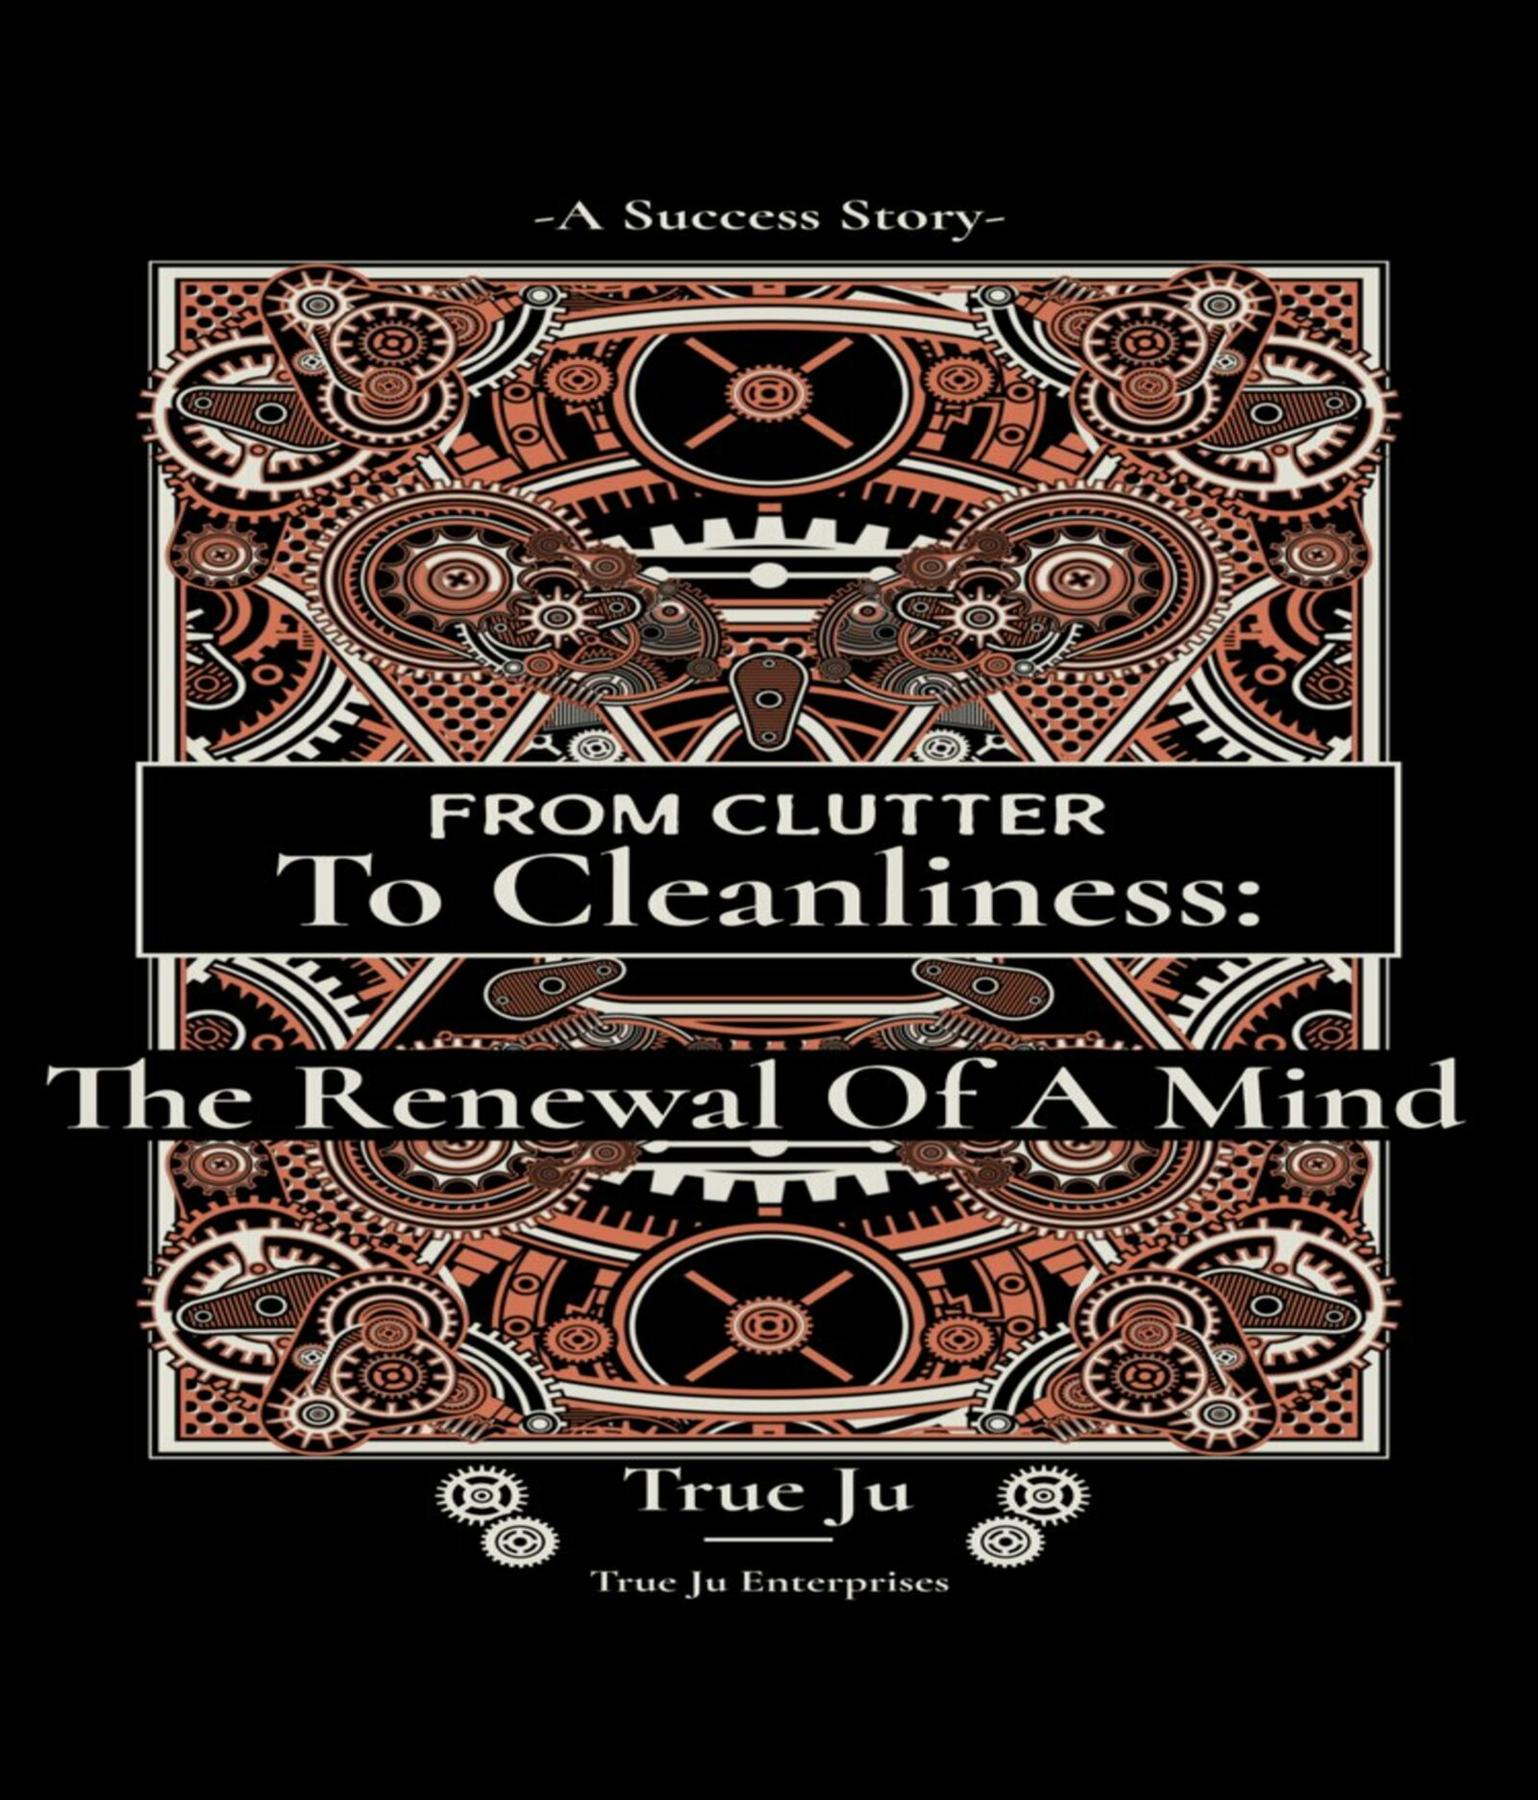 -A Success Story-
FROM CLUTTER
To Cleanliness:
The Renewal Of A Mind
True Ju
True Ju Enterprises